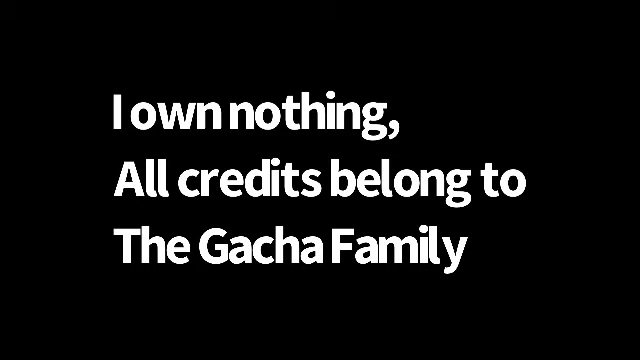 I own nothing,
All credits belong to
The Gacha Family